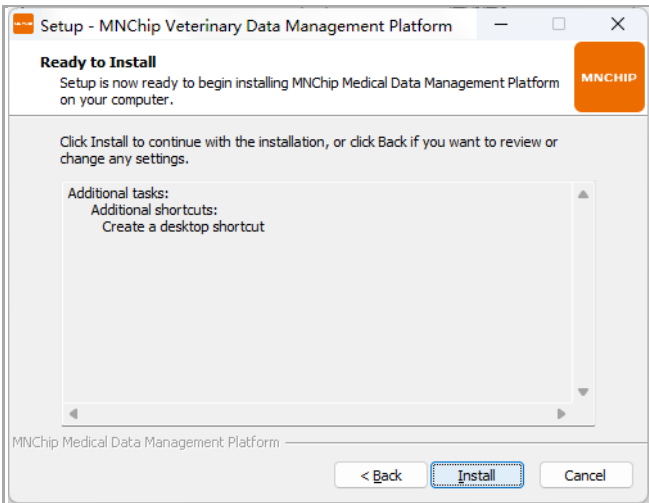 Setup - MNChip Veterinary Data Management Platform
Ready to Install
Setup is now ready to begin installing MNChip Medical Data Management Platform
on your computer.
MNCHIP
Click Install to continue with the installation, or click Back if you want to review or
change any settings.
Additional tasks:
Additional shortcuts:
Create a desktop shortcut
MNChip Medical Data Management Platform
< Back
Install
Cancel